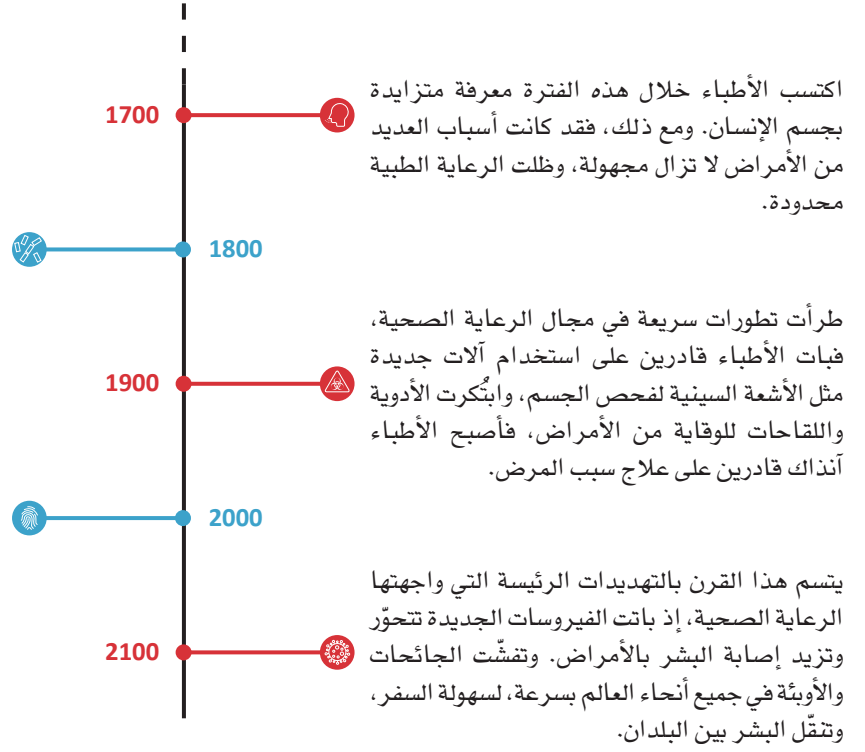 1700
اكتسب الأطباء خلال هذه الفترة معرفة متزايدة
بجسم الإنسان. ومع ذلك، فقد كانت أسباب العديد
من الأمراض لا تزال مجهولة، وظلت الرعاية الطبية
محدودة.
1800
1900
طرأت تطورات سريعة في مجال الرعاية الصحية،
فبات الأطباء قادرين على استخدام آلات جديدة
مثل الأشعة السينية لفحص الجسم، وابتُكرت الأدوية
واللقاحات للوقاية من الأمراض، فأصبح الأطباء
آنذاك قادرين على علاج سبب المرض.
2000
2100
يتسم هذا القرن بالتهديدات الرئيسة التي واجهتها
الرعاية الصحية، إذ باتت الفيروسات الجديدة تتحوّر
وتزيد إصابة البشر بالأمراض. وتفشّت الجائحات
والأوبئة في جميع أنحاء العالم بسرعة، لسهولة السفر،
وتنقّل البشر بين البلدان.